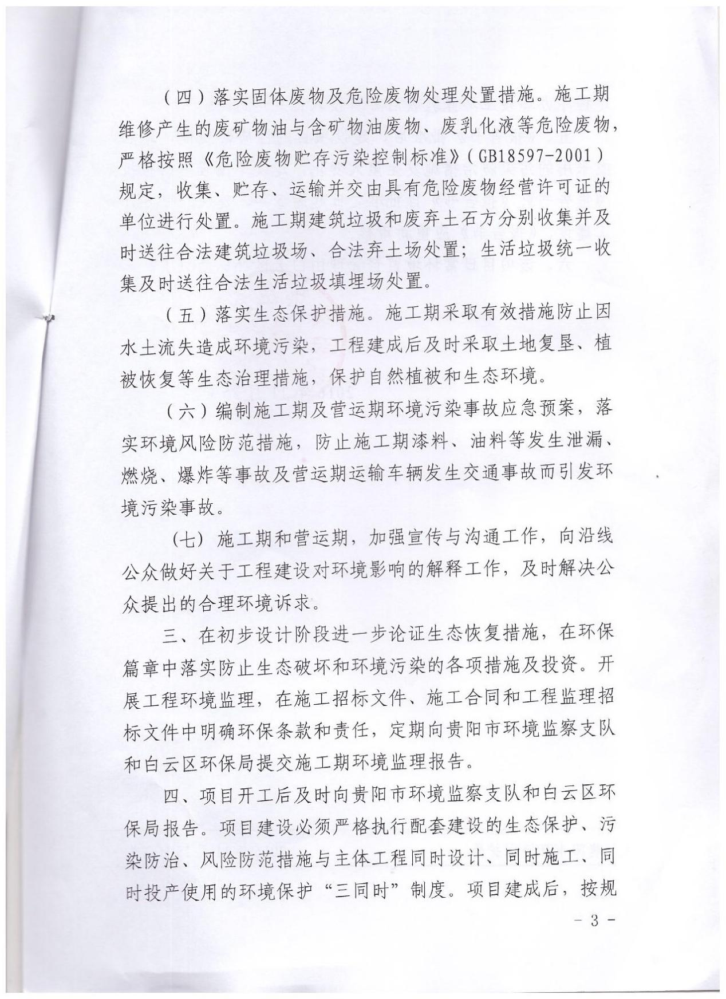 （四）落实固体废物及危险废物处理处置措施。施工期
维修产生的废矿物油与含矿物油废物、废乳化液等危险废物，
严格按照《危险废物贮存污染控制标准》（GB18597-2001）
规定，收集、贮存、运输并交由具有危险废物经营许可证的
单位进行处置。施工期建筑垃圾和废弃土石方分别收集并及
时送往合法建筑垃圾场、合法弃土场处置；生活垃圾统一收
集及时送往合法生活垃圾填埋场处置。
（五）落实生态保护措施。施工期采取有效措施防止因
水土流失造成环境污染，工程建成后及时采取土地复垦、植
被恢复等生态治理措施，保护自然植被和生态环境。
（六）编制施工期及营运期环境污染事故应急预案，落
实环境风险防范措施，防止施工期漆料、油料等发生泄漏、
燃烧、爆炸等事故及营运期运输车辆发生交通事故而引发环
境污染事故。
（七）施工期和营运期，加强宣传与沟通工作，向沿线
公众做好关于工程建设对环境影响的解释工作，及时解决公
众提出的合理环境诉求。
三、在初步设计阶段进一步论证生态恢复措施，在环保
篇章中落实防止生态破坏和环境污染的各项措施及投资。开
展工程环境监理，在施工招标文件、施工合同和工程监理招
标文件中明确环保条款和责任，定期向贵阳市环境监察支队
和白云区环保局提交施工期环境监理报告。
四、项目开工后及时向贵阳市环境监察支队和白云区环
保局报告。项目建设必须严格执行配套建设的生态保护、污
染防治、风险防范措施与主体工程同时设计、同时施工、同
时投产使用的环境保护“三同时”制度。项目建成后，按规
- 3 -